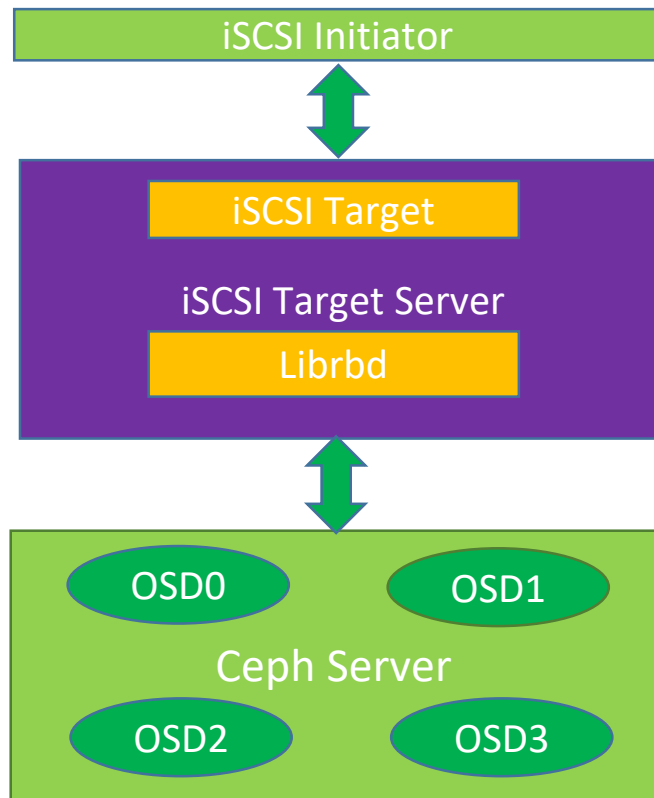 iSCSI Initiator
iSCSI Target
iSCSI Target Server
Librbd
OSD0
OSD1
Ceph Server
OSD2
OSD3